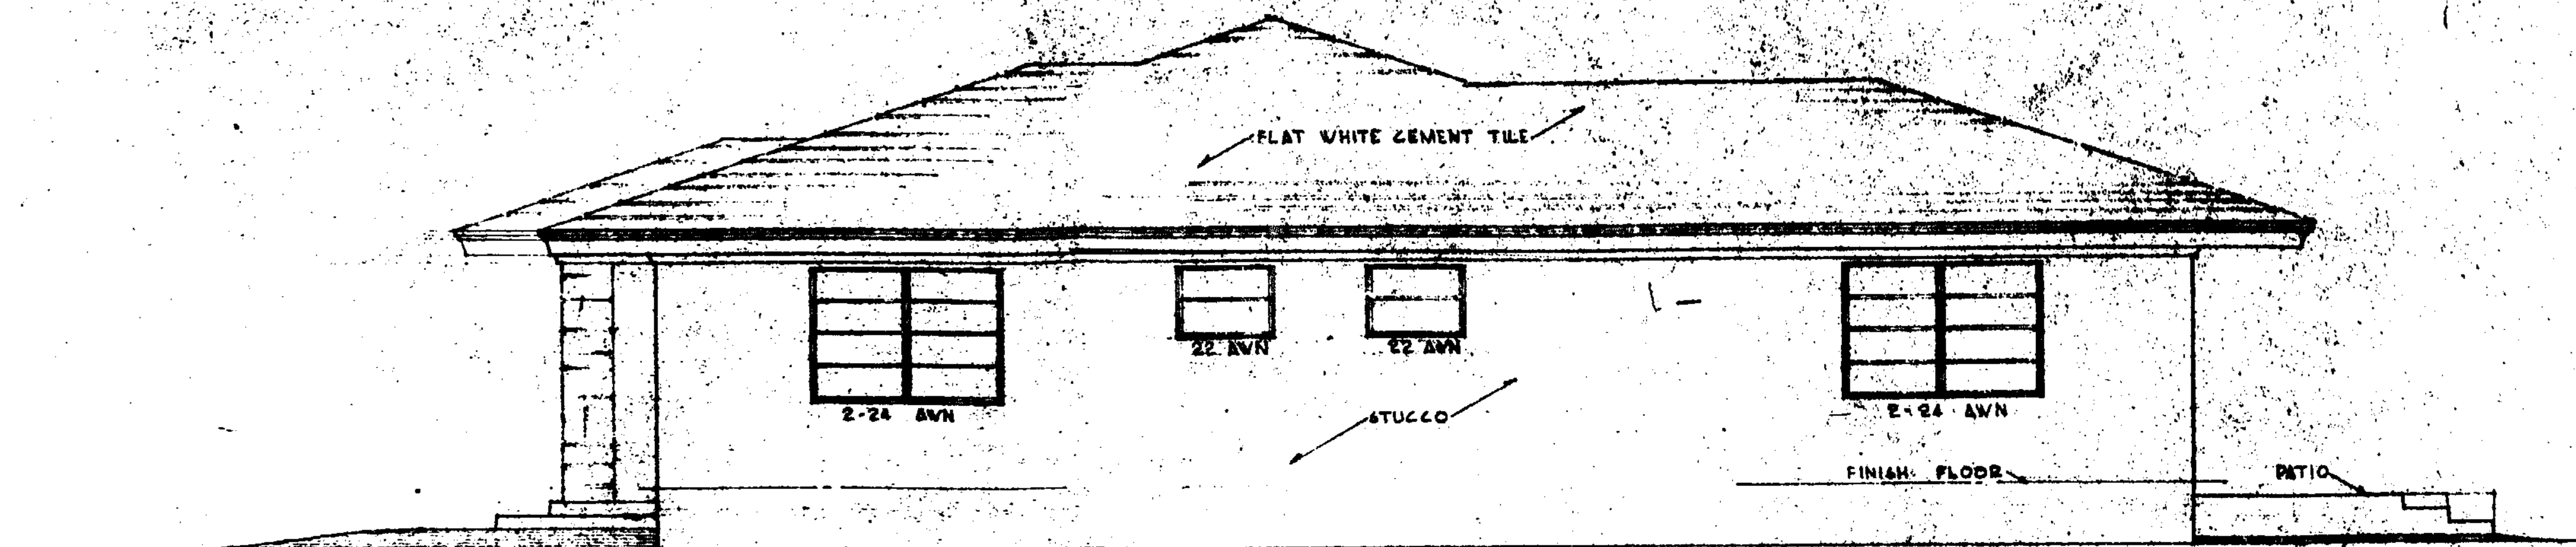 FLAT WHITE CEMENT TILE
22 AWN
22 AWN
2-24 AWN
STUCCO
2-24 AWN
FINISH FLOOR
PATIO